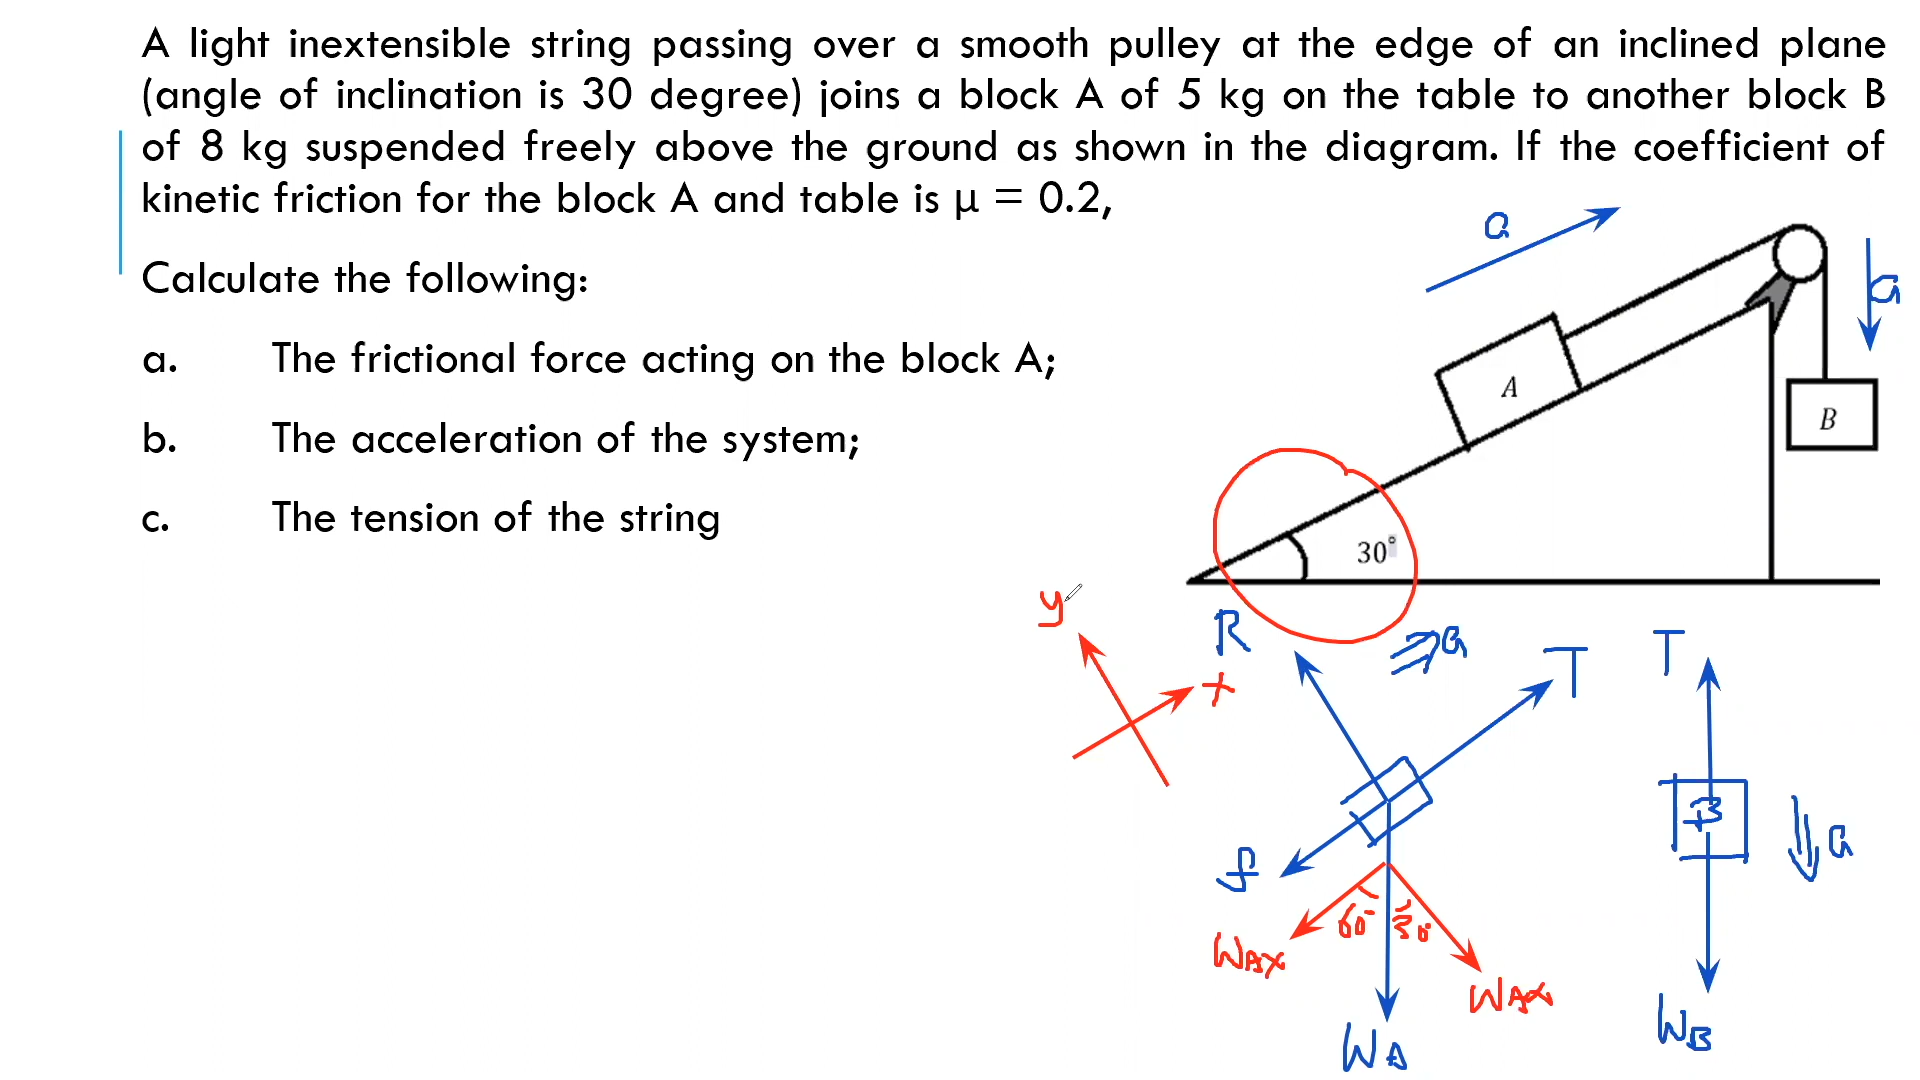 A light inextensible string passing over a smooth pulley at the edge of an inclined plane
(angle of inclination is 30 degree) joins a block A of 5 kg on the table to another block B
of 8 kg suspended freely above the ground as shown in the diagram. If the coefficient of
kinetic friction for the block A and table is μ = 0.2,
Calculate the following:
a. The frictional force acting on the block A;
b. The acceleration of the system;
c. The tension of the string
a
a
A
B
30°
y
x
R
a
T
T
B
a
f
60°
30°
WAX
WA
WB